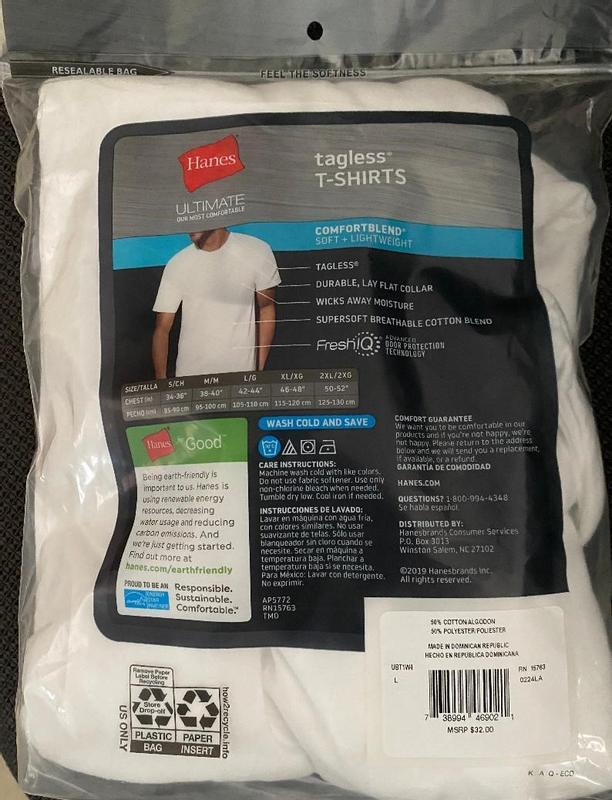 RESEALABLE BAG
FEEL THE SOFTNESS
Hanes
ULTIMATE
OUR MOST COMFORTABLE
tagless®
T-SHIRTS
COMFORTBLEND®
SOFT + LIGHTWEIGHT
TAGLESS®
DURABLE, LAY FLAT COLLAR
WICKS AWAY MOISTURE
SUPERSOFT BREATHABLE COTTON BLEND
FreshIQ ADVANCED
ODOR PROTECTION
TECHNOLOGY
SIZE/TALLA S/CH M/M L/G XL/XG 2XL/2XG
CHEST (in) 34-36" 38-40" 42-44" 46-48" 50-52"
PECHO (cm) 85-90 cm 95-100 cm 105-110 cm 115-120 cm 125-130 cm
Hanes for Good™
Being earth-friendly is
important to us. Hanes is
using renewable energy
resources, decreasing
water usage and reducing
carbon emissions. And
we're just getting started.
Find out more at
hanes.com/earthfriendly
PROUD TO BE AN
ENERGY STAR PARTNER
Responsible.
Sustainable.
Comfortable.™
WASH COLD AND SAVE
CARE INSTRUCTIONS:
Machine wash cold with like colors.
Do not use fabric softener. Use only
non-chlorine bleach when needed.
Tumble dry low. Cool iron if needed.
INSTRUCCIONES DE LAVADO:
Lavar en máquina con agua fría,
con colores similares. No usar
suavizante de telas. Sólo usar
blanqueador sin cloro cuando se
necesite. Secar en máquina a
temperatura baja. Planchar a
temperatura baja si se necesita.
Para México: Lavar con detergente.
No exprimir.
AP5772
RN15763
TMO
COMFORT GUARANTEE
We want you to be comfortable in our
products and if you're not happy, we're
not happy. Please return to the address
below and we will send you a replacement,
if available, or a refund.
GARANTÍA DE COMODIDAD
HANES.COM
QUESTIONS? 1-800-994-4348
Se habla español.
DISTRIBUTED BY:
Hanesbrands Consumer Services
P.O. Box 3013
Winston Salem, NC 27102
©2019 Hanesbrands Inc.
All rights reserved.
50% COTTON/ALGODON
50% POLYESTER/POLIESTER
MADE IN DOMINICAN REPUBLIC
HECHO EN REPUBLICA DOMINICANA
UBT1W4 RN 15763
L 0224LA
7 38994 46902 1
MSRP $32.00
Remove Paper
Label Before
Recycling
Store
Drop-off
PLASTIC PAPER
BAG INSERT
US ONLY
how2recycle.info
K A Q - ECO